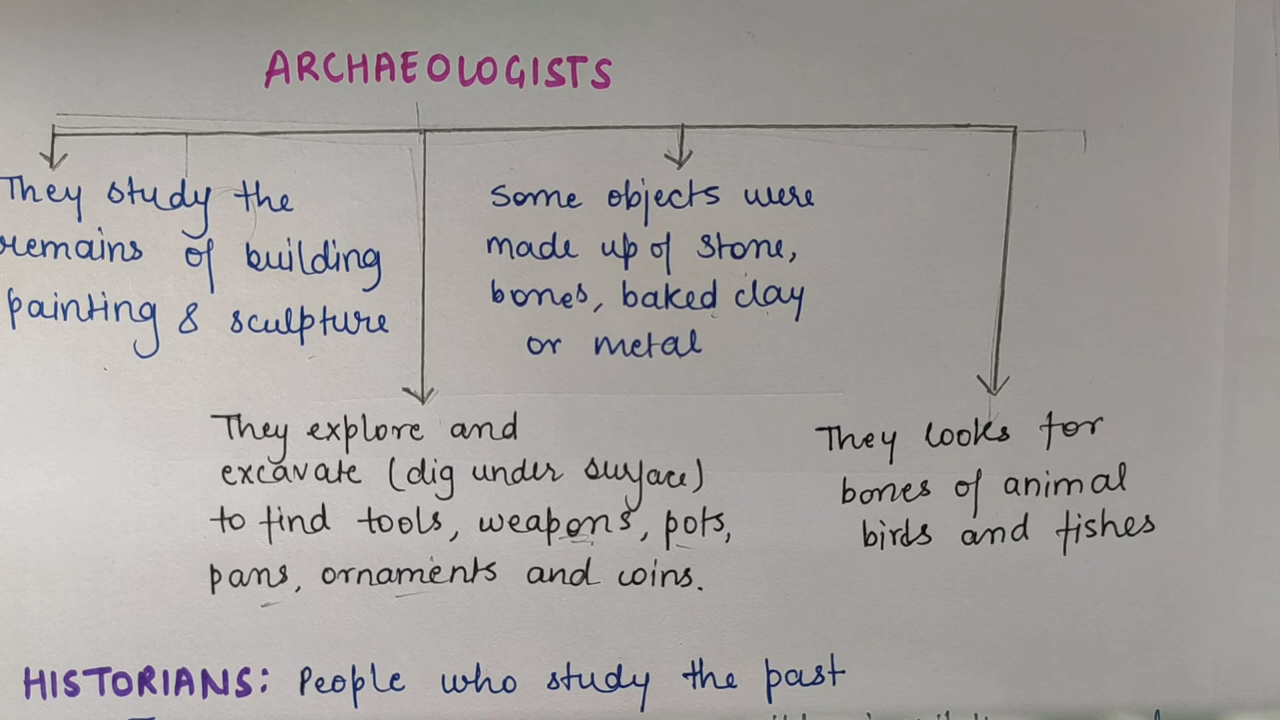 ARCHAEOLOGISTS
They study the
remains of building
painting & sculpture
Some objects were
made up of stone,
bones, baked clay
or metal
They explore and
excavate (dig under surface)
to find tools, weapons, pots,
pans, ornaments and coins.
They looks for
bones of animal
birds and fishes
HISTORIANS: People who study the past